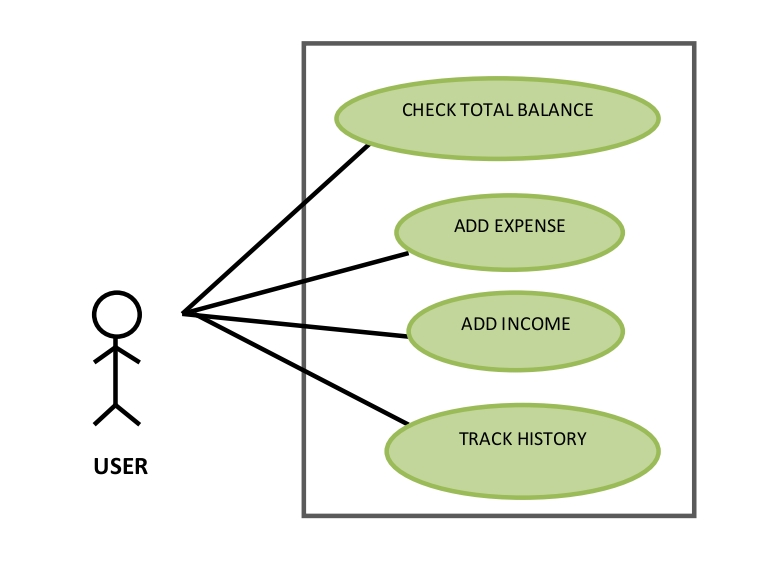 CHECK TOTAL BALANCE
ADD EXPENSE
ADD INCOME
TRACK HISTORY
USER